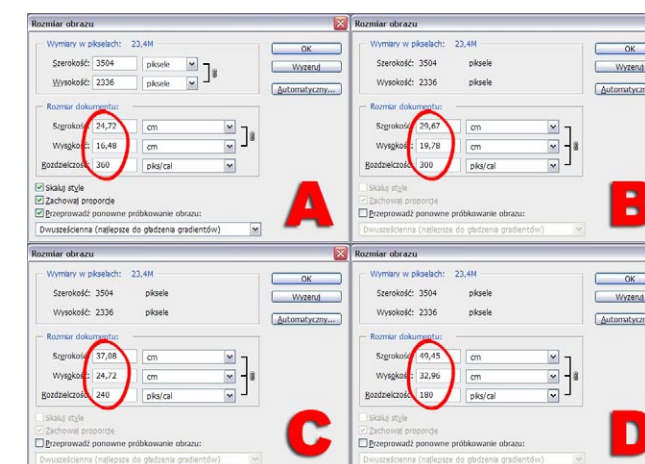 Rozmiar obrazu
Wymiary w pikselach: 23,4M
Szerokość: 3504 piksele
Wysokość: 2336 piksele
OK
Wyzeruj
Automatyczny...
Rozmiar dokumentu:
Szerokość: 24,72 cm
Wysokość: 16,48 cm
Rozdzielczość: 360 piks/cal
Skaluj style
Zachowaj proporcje
Przeprowadź ponowne próbkowanie obrazu:
Dwusześcienna (najlepsze do gładzenia gradientów)
A
Rozmiar obrazu
Wymiary w pikselach: 23,4M
Szerokość: 3504 piksele
Wysokość: 2336 piksele
OK
Wyzeruj
Automatyczn
Rozmiar dokumentu:
Szerokość: 29,67 cm
Wysokość: 19,78 cm
Rozdzielczość: 300 piks/cal
Skaluj style
Zachowaj proporcje
Przeprowadź ponowne próbkowanie obrazu:
Dwusześcienna (najlepsze do gładzenia gradientów)
B
Rozmiar obrazu
Wymiary w pikselach: 23,4M
Szerokość: 3504 piksele
Wysokość: 2336 piksele
OK
Wyzeruj
Automatyczny...
Rozmiar dokumentu:
Szerokość: 37,08 cm
Wysokość: 24,72 cm
Rozdzielczość: 240 piks/cal
Skaluj style
Zachowaj proporcje
Przeprowadź ponowne próbkowanie obrazu:
Dwusześcienna (najlepsze do gładzenia gradientów)
C
Rozmiar obrazu
Wymiary w pikselach: 23,4M
Szerokość: 3504 piksele
Wysokość: 2336 piksele
OK
Wyzeruj
Automatyczn
Rozmiar dokumentu:
Szerokość: 49,45 cm
Wysokość: 32,96 cm
Rozdzielczość: 180 piks/cal
Skaluj style
Zachowaj proporcje
Przeprowadź ponowne próbkowanie obrazu:
Dwusześcienna (najlepsze do gładzenia gradientów)
D